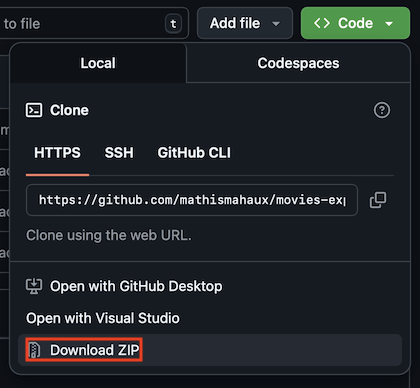 to file t Add file <> Code
Local Codespaces
Clone
HTTPS SSH GitHub CLI
https://github.com/mathismahaux/movies-exp
Clone using the web URL.
Open with GitHub Desktop
Open with Visual Studio
Download ZIP